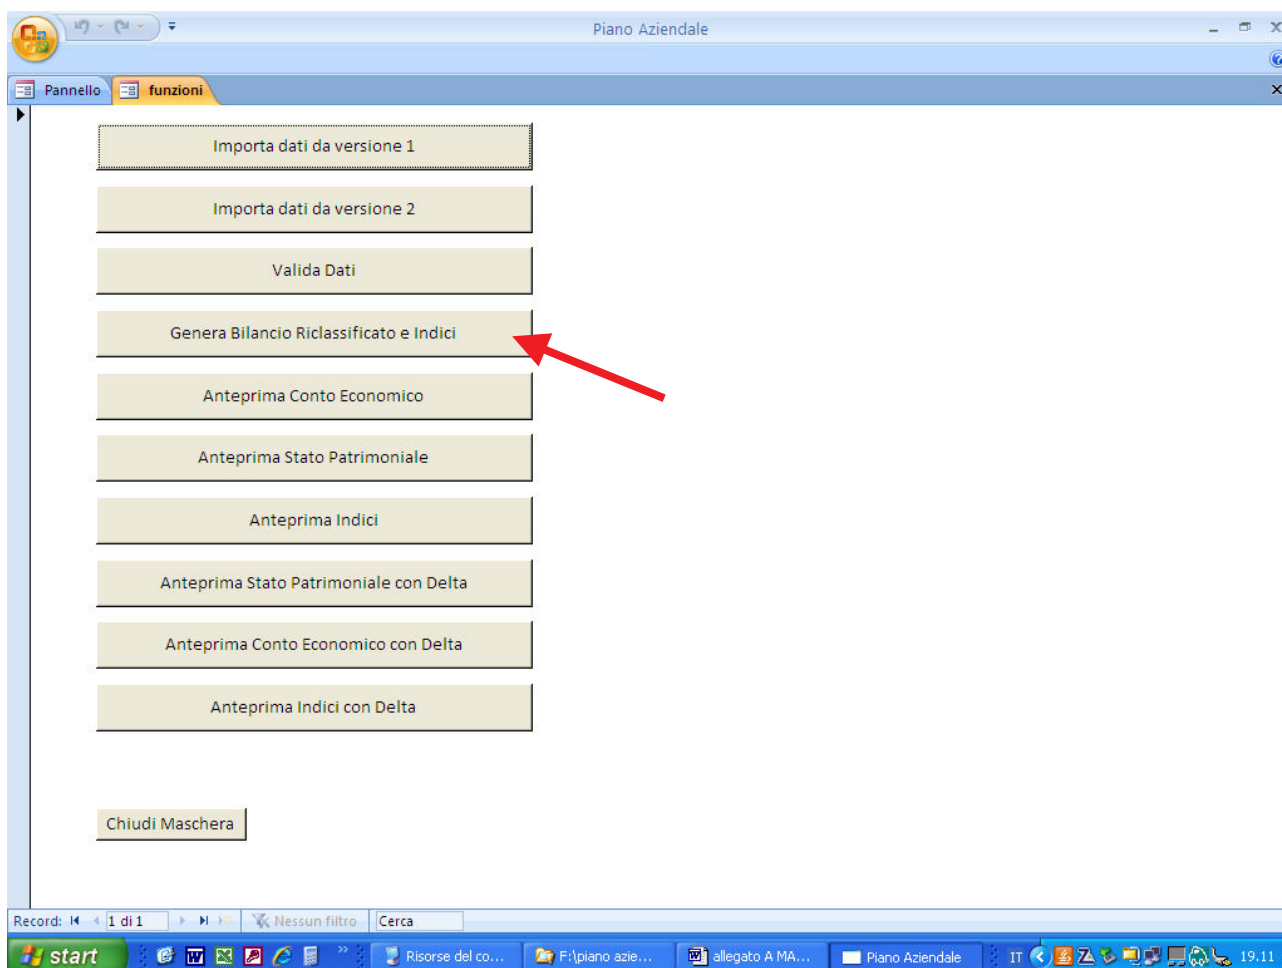 Piano Aziendale
Pannello funzioni
Importa dati da versione 1
Importa dati da versione 2
Valida Dati
Genera Bilancio Riclassificato e Indici
Anteprima Conto Economico
Anteprima Stato Patrimoniale
Anteprima Indici
Anteprima Stato Patrimoniale con Delta
Anteprima Conto Economico con Delta
Anteprima Indici con Delta
Chiudi Maschera
Record: 1 di 1 Nessun filtro Cerca
start Risorse del co... F:\piano azie... allegato A MA... Piano Aziendale IT 19.11